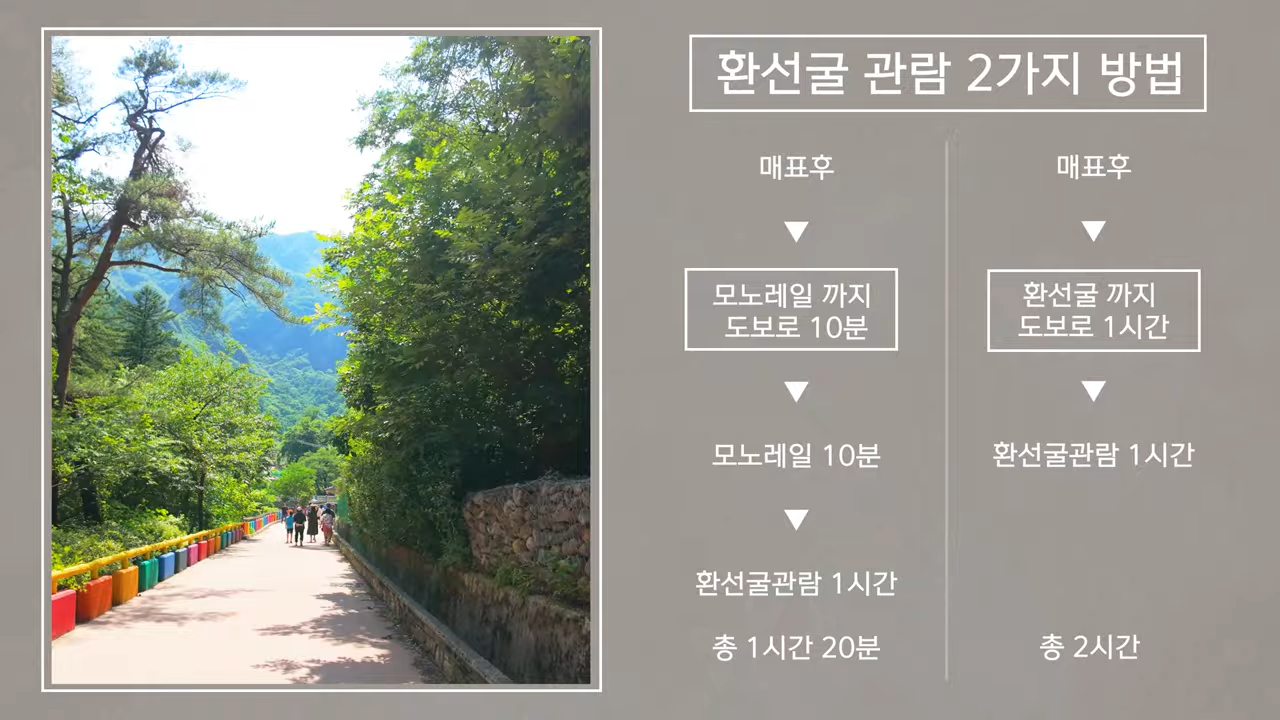 환선굴 관람 2가지 방법
매표후
▼
모노레일 까지
도보로 10분
▼
모노레일 10분
▼
환선굴관람 1시간
총 1시간 20분
매표후
▼
환선굴 까지
도보로 1시간
▼
환선굴관람 1시간
총 2시간